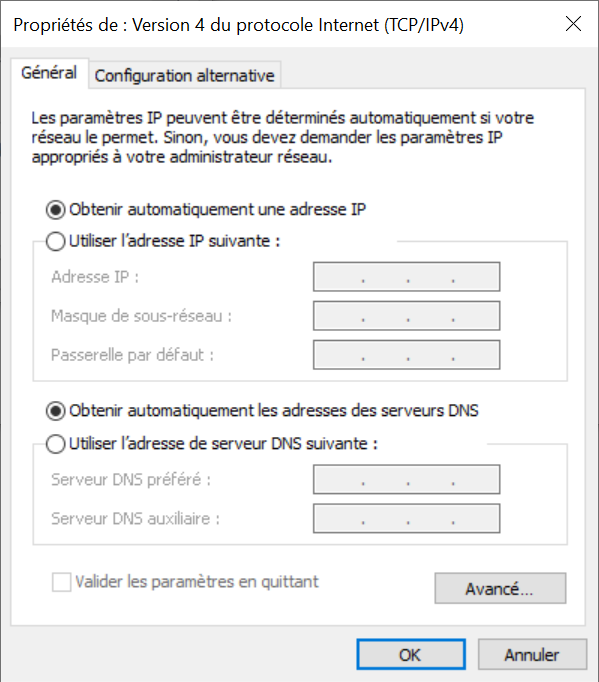 Propriétés de : Version 4 du protocole Internet (TCP/IPv4)
Général
Configuration alternative
Les paramètres IP peuvent être déterminés automatiquement si votre
réseau le permet. Sinon, vous devez demander les paramètres IP
appropriés à votre administrateur réseau.
Obtenir automatiquement une adresse IP
Utiliser l'adresse IP suivante :
Adresse IP :
Masque de sous-réseau :
Passerelle par défaut :
Obtenir automatiquement les adresses des serveurs DNS
Utiliser l'adresse de serveur DNS suivante :
Serveur DNS préféré :
Serveur DNS auxiliaire :
Valider les paramètres en quittant
Avancé...
OK
Annuler